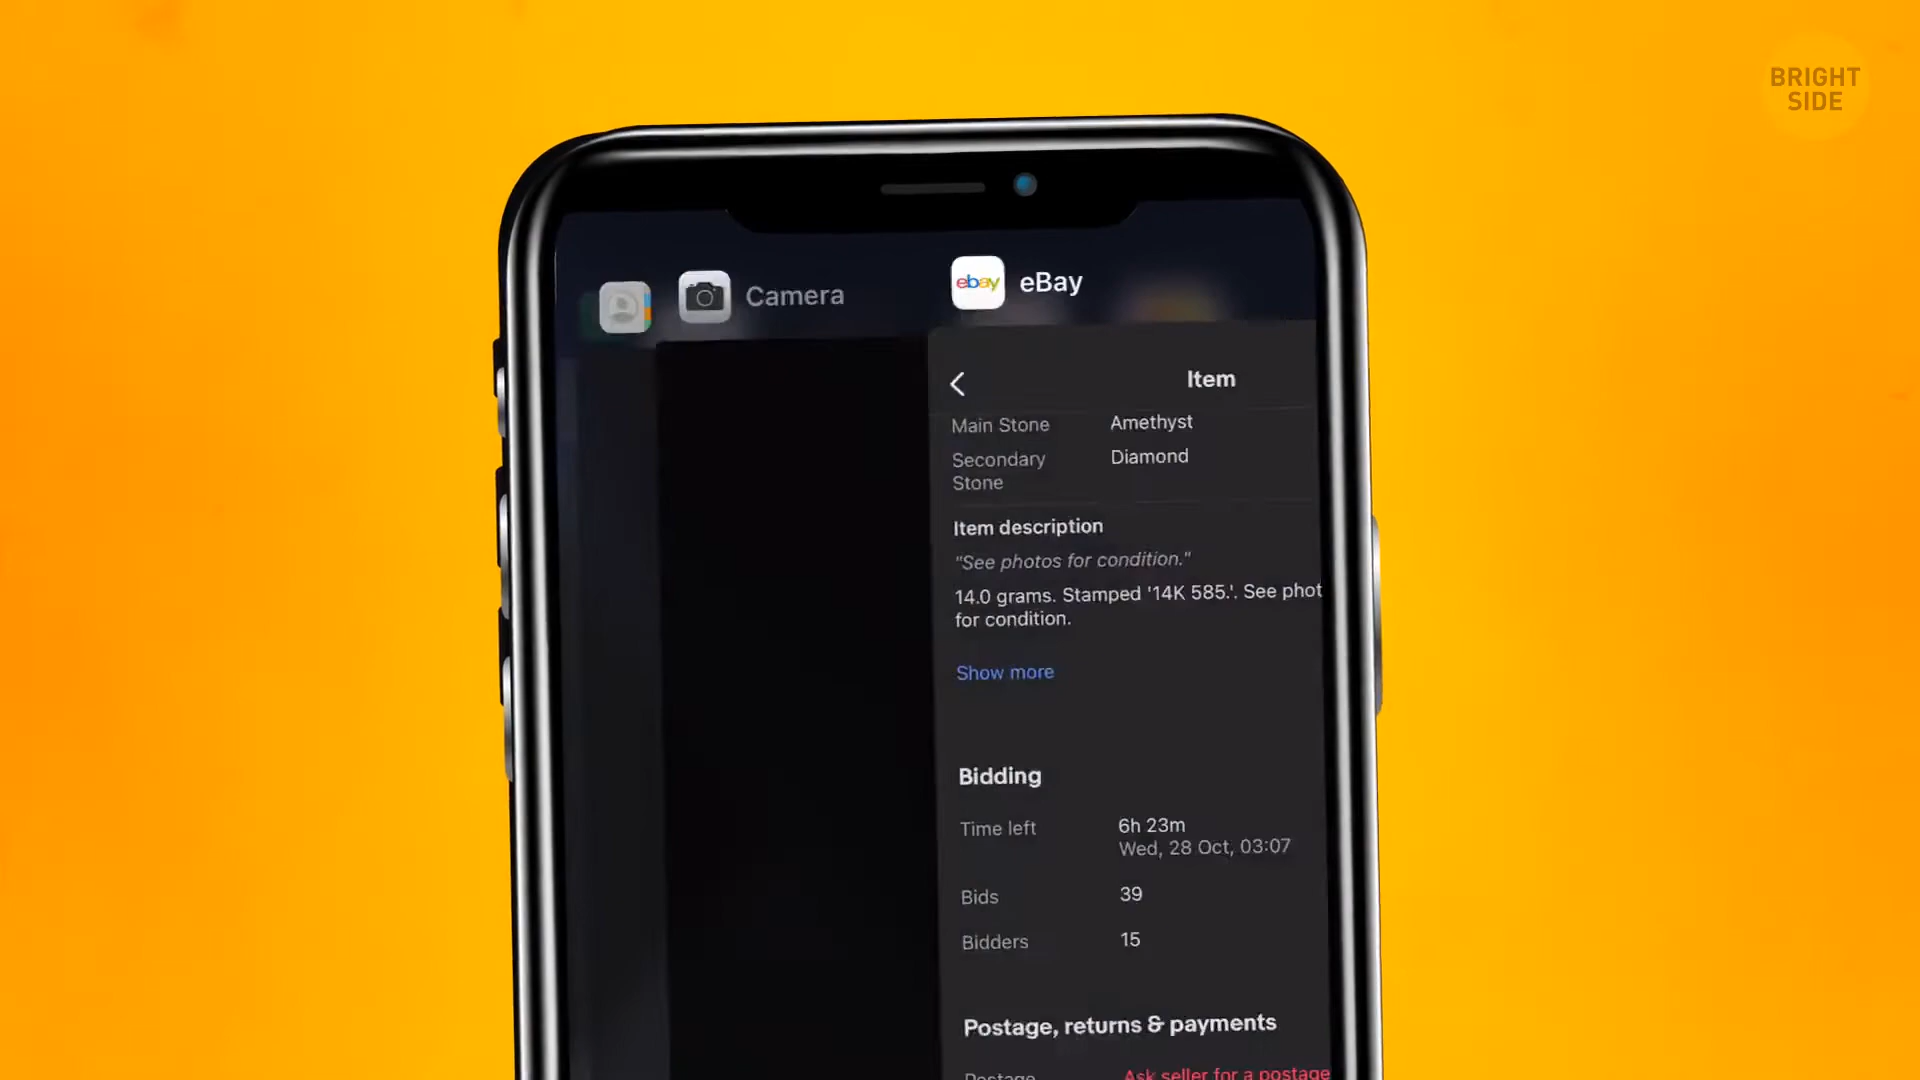 BRIGHT
SIDE
Camera
ebay
eBay
Item
Main Stone
Amethyst
Secondary
Stone
Diamond
Item description
"See photos for condition."
14.0 grams. Stamped '14K 585.'. See phot
for condition.
Show more
Bidding
Time left
6h 23m
Wed, 28 Oct, 03:07
Bids
39
Bidders
15
Postage, returns & payments
Postage
Ask seller for a postage